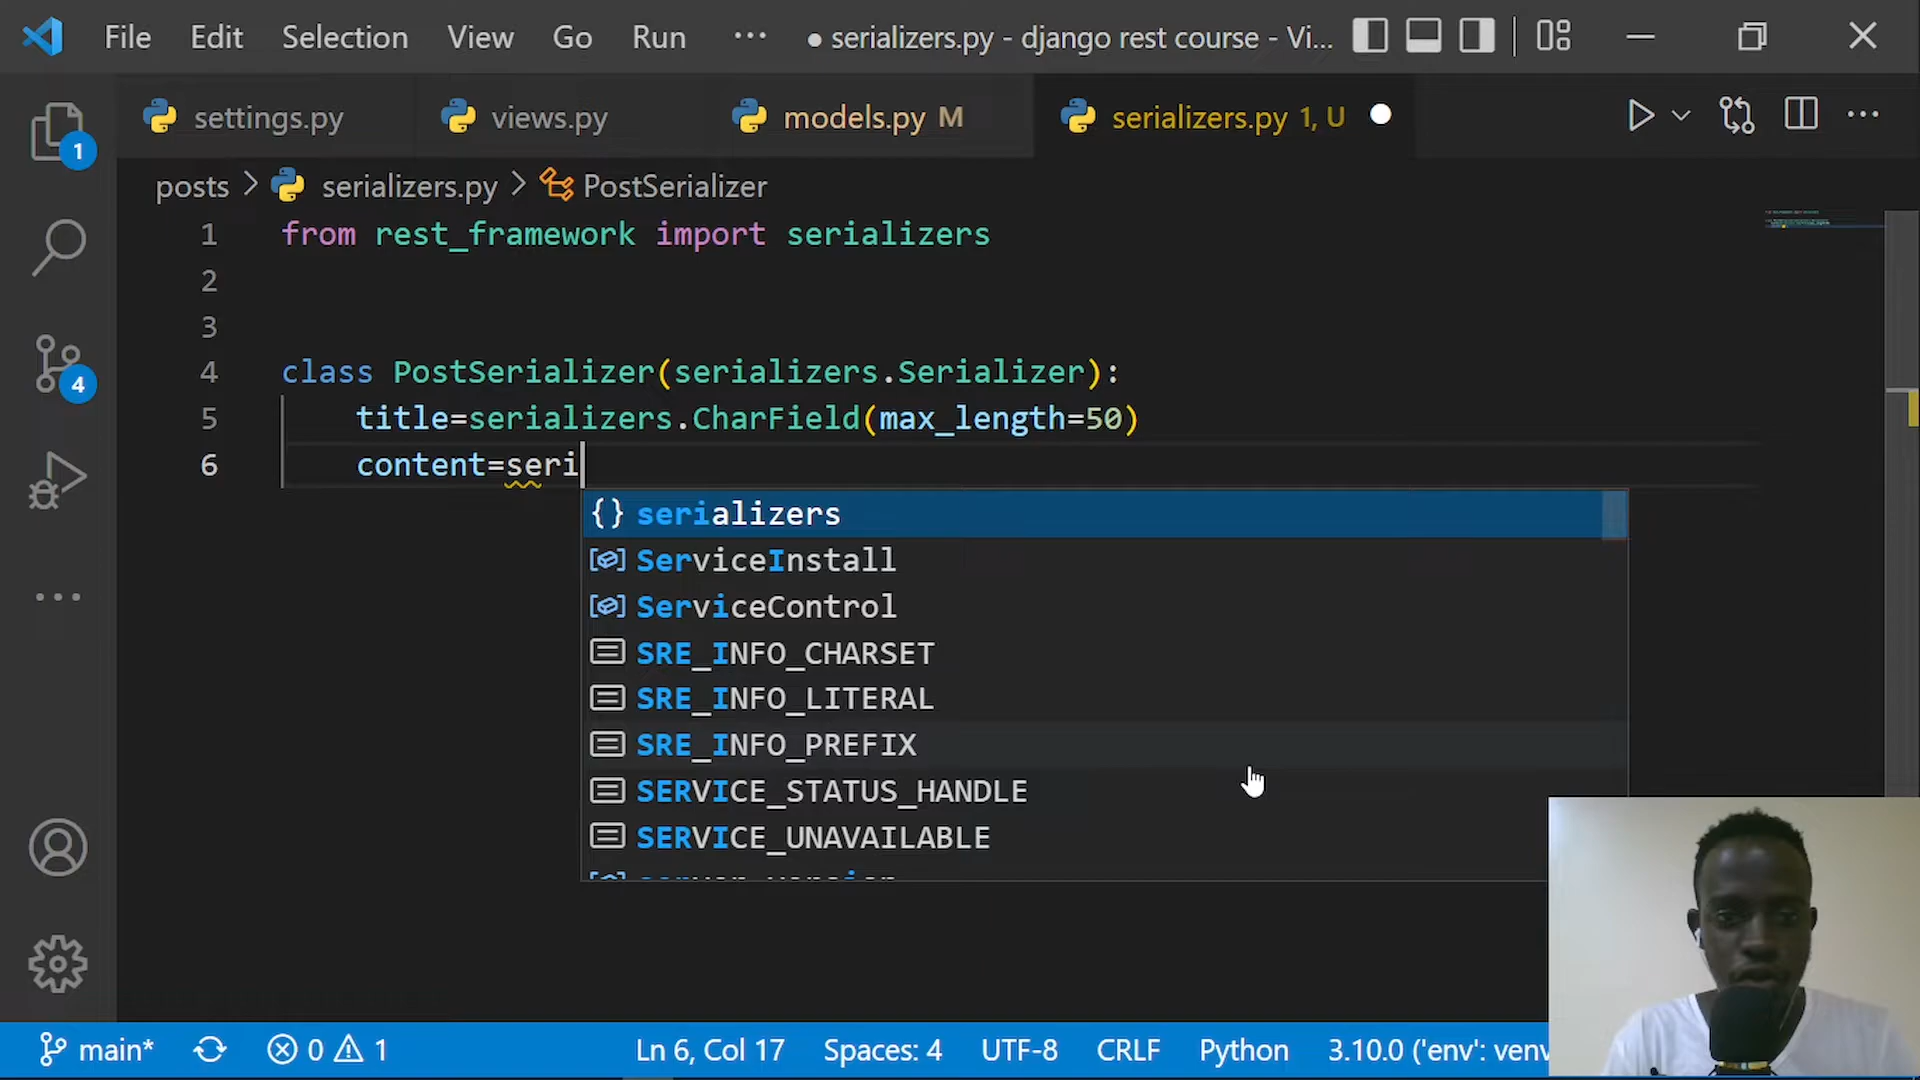 File Edit Selection View Go Run ··· ● serializers.py - django rest course - Vi...
settings.py views.py models.py M serializers.py 1, U
1
posts > serializers.py > PostSerializer
1 from rest_framework import serializers
2
3
4 class PostSerializer(serializers.Serializer):
5 title=serializers.CharField(max_length=50)
6 content=seri
4
{} serializers
ServiceInstall
ServiceControl
SRE_INFO_CHARSET
SRE_INFO_LITERAL
SRE_INFO_PREFIX
SERVICE_STATUS_HANDLE
SERVICE_UNAVAILABLE
main* 0 1 Ln 6, Col 17 Spaces: 4 UTF-8 CRLF Python 3.10.0 ('env': venv